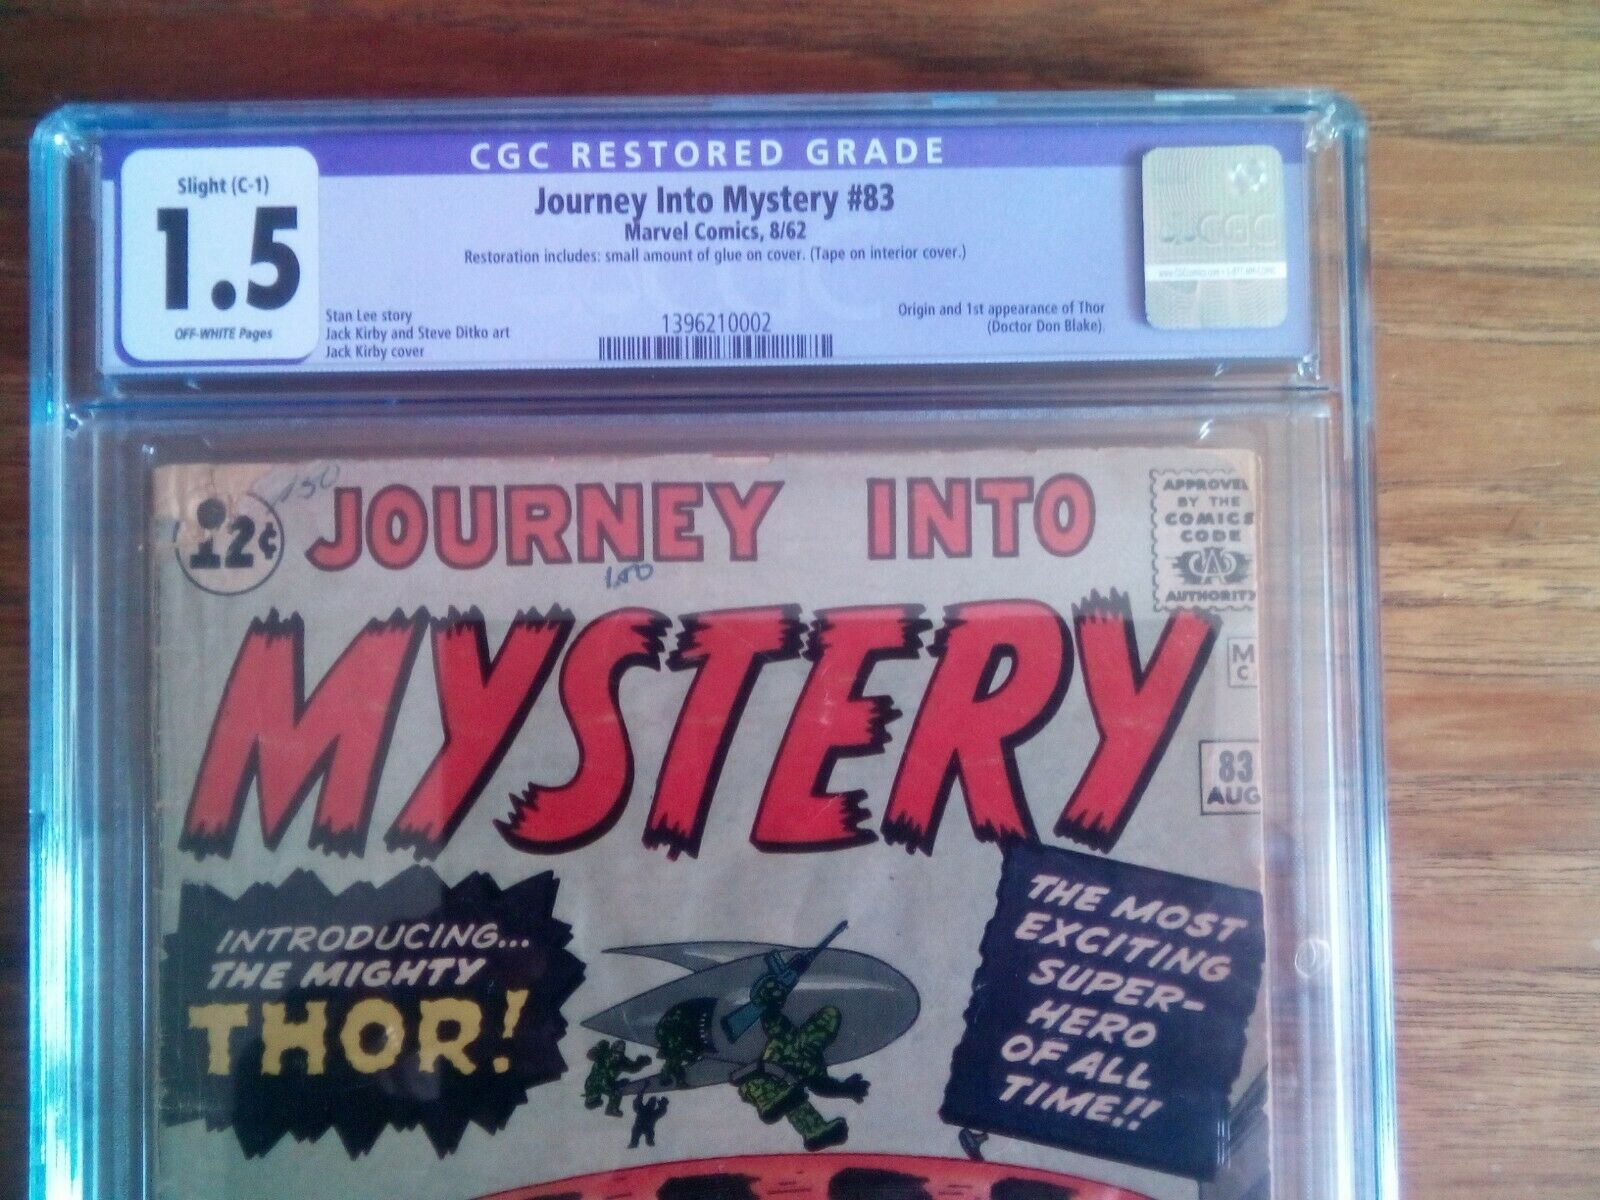 CGC RESTORED GRADE
Slight (C-1)
1.5
OFF-WHITE Pages
Journey Into Mystery #83
Marvel Comics, 8/62
Restoration includes: small amount of glue on cover. (Tape on interior cover.)
Stan Lee story
Jack Kirby and Steve Ditko art
Jack Kirby cover
1396210002
Origin and 1st appearance of Thor
(Doctor Don Blake).
CGC
12¢
JOURNEY INTO
1.00
MYSTERY
APPROVED
BY THE
COMICS
CODE
AUTHORITY
M
C
83
AUG
INTRODUCING...
THE MIGHTY
THOR!
THE MOST
EXCITING
SUPER-
HERO
OF ALL
TIME!!